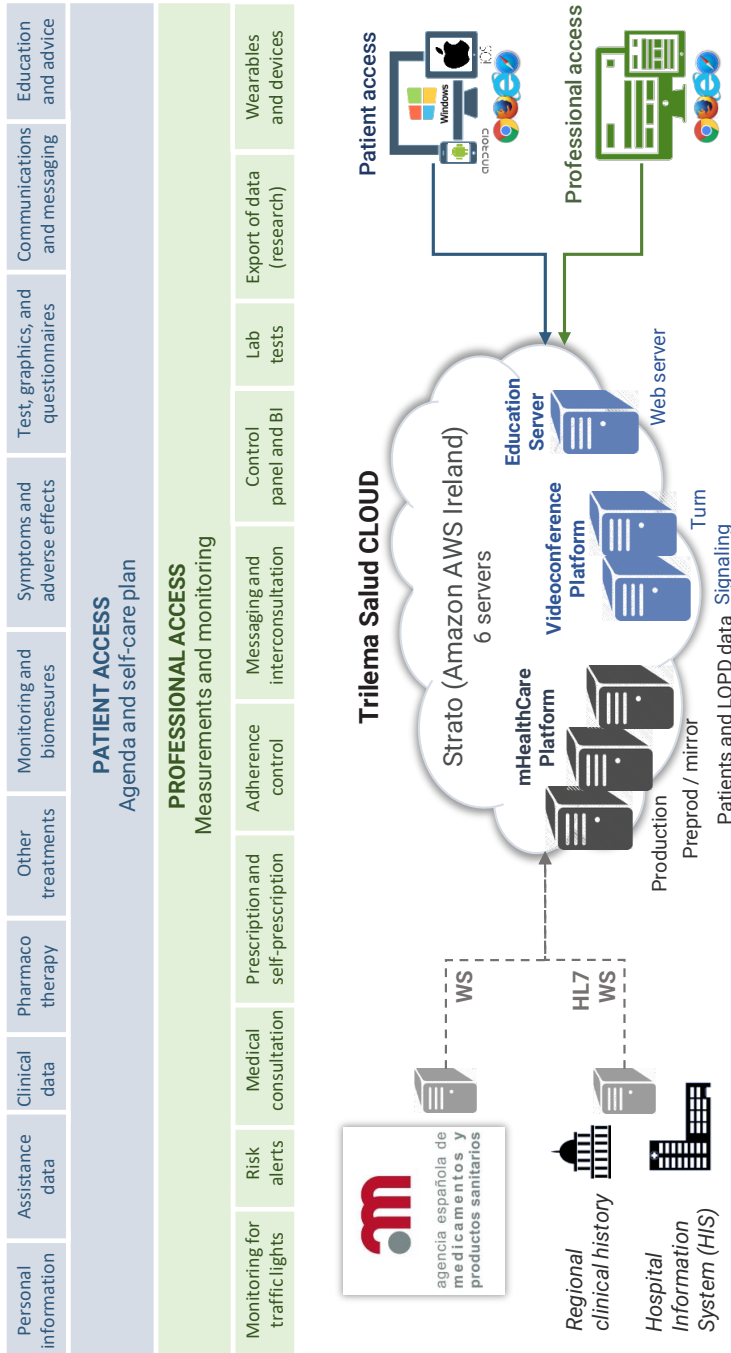 Personal
information
Assistance
data
Clinical
data
Pharmaco
therapy
Other
treatments
Monitoring and
biomesures
Symptoms and
adverse effects
Test, graphics, and
questionnaires
Communications
and messaging
Education
and advice
PATIENT ACCESS
Agenda and self-care plan
PROFESSIONAL ACCESS
Measurements and monitoring
Monitoring for
traffic lights
Risk
alerts
Medical
consultation
Prescription and
self-prescription
Adherence
control
Messaging and
interconsultation
Control
panel and BI
Lab
tests
Export of data
(research)
Wearables
and devices
agencia española de
medicamentos y
productos sanitarios
Regional
clinical history
Hospital
Information
System (HIS)
WS
HL7
WS
Trilema Salud CLOUD
Strato (Amazon AWS Ireland)
6 servers
mHealthCare
Platform
Production
Preprod / mirror
Patients and LOPD data
Videoconference
Platform
Signaling
Turn
Education
Server
Web server
Patient access
Windows
iOS
ANDROID
Professional access